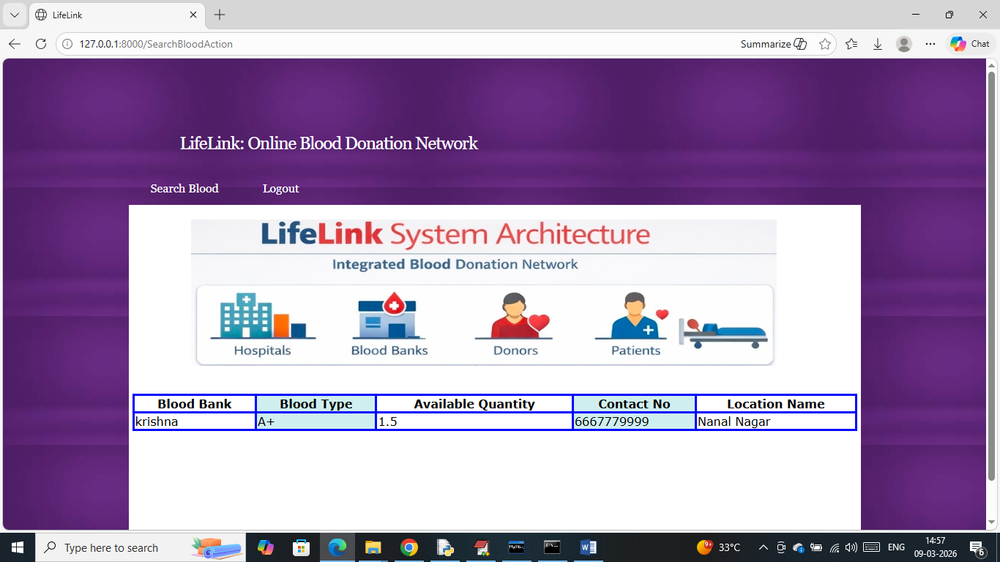 LifeLink
127.0.0.1:8000/SearchBloodAction
Summarize
Chat
LifeLink: Online Blood Donation Network
Search Blood Logout
LifeLink System Architecture
Integrated Blood Donation Network
Hospitals Blood Banks Donors Patients
Blood Bank Blood Type Available Quantity Contact No Location Name
krishna A+ 1.5 6667779999 Nanal Nagar
Type here to search
9+
33°C
ENG
14:57
09-03-2026
6